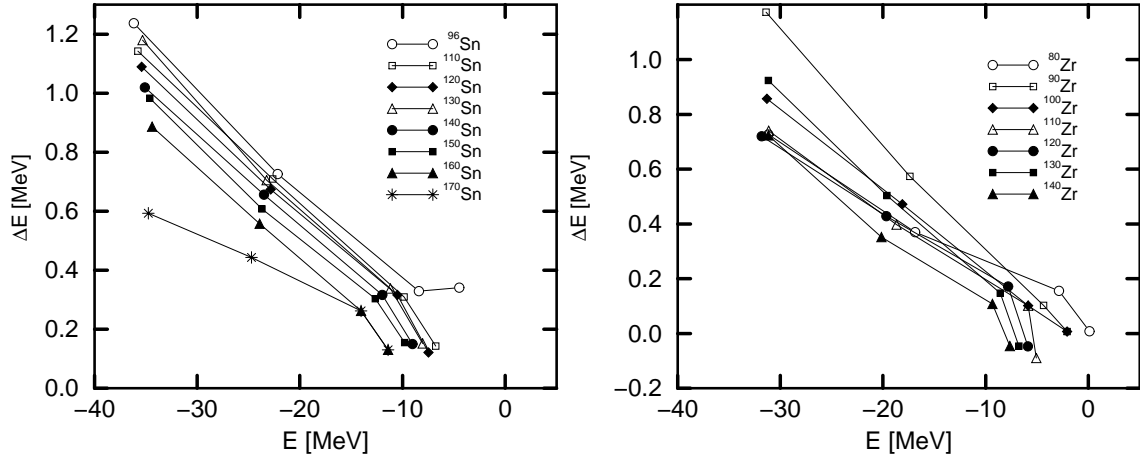 ΔE [MeV]
1.2
1.0
0.8
0.6
0.4
0.2
0.0
⁹⁶Sn
¹¹⁰Sn
¹²⁰Sn
¹³⁰Sn
¹⁴⁰Sn
¹⁵⁰Sn
¹⁶⁰Sn
¹⁷⁰Sn
−40 −30 −20 −10 0
E [MeV]
ΔE [MeV]
1.0
0.8
0.6
0.4
0.2
0.0
−0.2
⁸⁰Zr
⁹⁰Zr
¹⁰⁰Zr
¹¹⁰Zr
¹²⁰Zr
¹³⁰Zr
¹⁴⁰Zr
−40 −30 −20 −10 0
E [MeV]